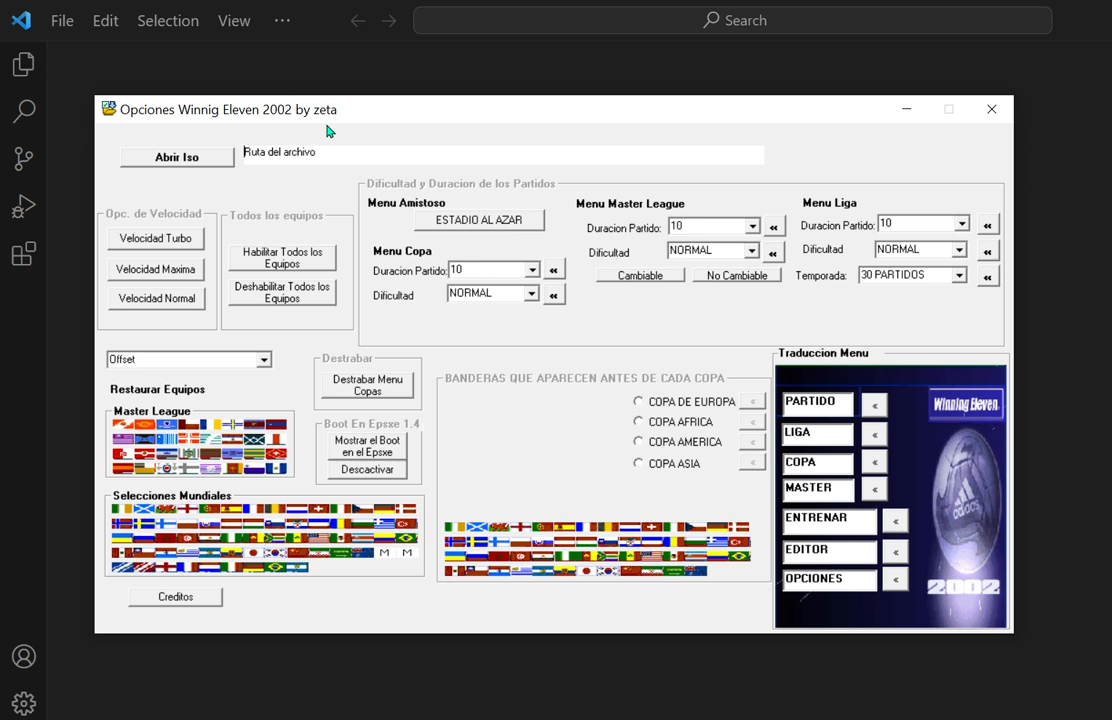 File Edit Selection View ···
Search
Opciones Winnig Eleven 2002 by zeta
Abrir Iso
Ruta del archivo
Opc. de Velocidad
Velocidad Turbo
Velocidad Maxima
Velocidad Normal
Todos los equipos
Habilitar Todos los
Equipos
Deshabilitar Todos los
Equipos
Dificultad y Duracion de los Partidos
Menu Amistoso
ESTADIO AL AZAR
Menu Copa
Duracion Partido: 10 «
Dificultad NORMAL «
Menu Master League
Duracion Partido: 10 «
Dificultad NORMAL «
Cambiable No Cambiable
Menu Liga
Duracion Partido: 10 «
Dificultad NORMAL «
Temporada: 30 PARTIDOS «
Offset
Restaurar Equipos
Master League
Selecciones Mundiales
M M
Creditos
Destrabar
Destrabar Menu
Copas
Boot En Epsxe 1.4
Mostrar el Boot
en el Epsxe
Descactivar
BANDERAS QUE APARECEN ANTES DE CADA COPA
COPA DE EUROPA «
COPA AFRICA «
COPA AMERICA «
COPA ASIA «
Traduccion Menu
PARTIDO «
LIGA «
COPA «
MASTER «
ENTRENAR «
EDITOR «
OPCIONES «
Winning Eleven
adidas
2002